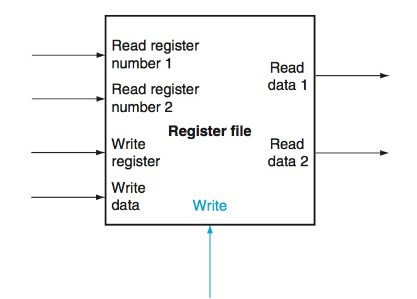 Read register
number 1
Read
data 1
Read register
number 2
Register file
Write
register
Read
data 2
Write
data
Write